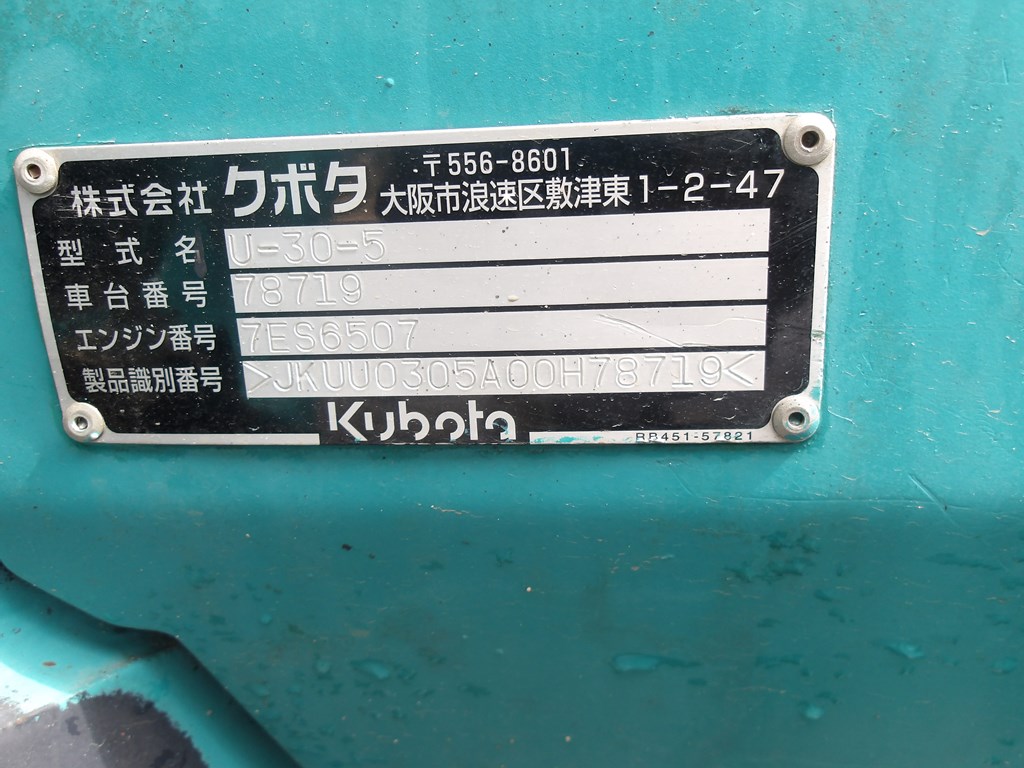 〒556-8601
株式会社 クボタ 大阪市浪速区敷津東1-2-47
型式名 U-30-5
車台番号 78719
エンジン番号 7ES6507
製品識別番号 >JKUU0305A00H78719<
Kubota
RB451-57821